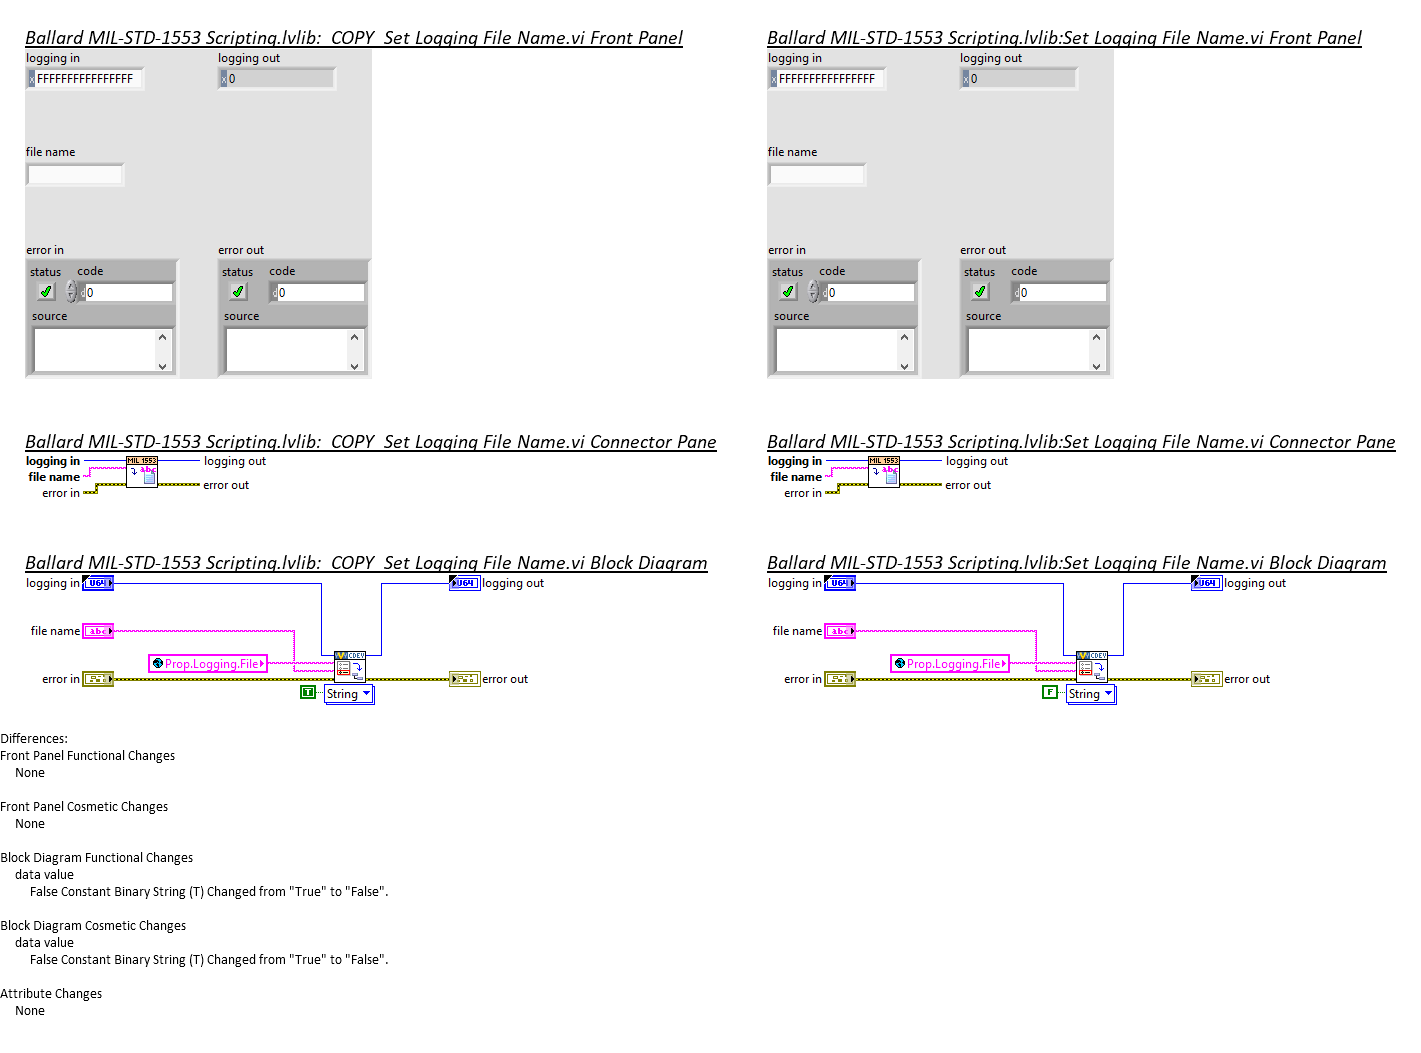 Ballard MIL-STD-1553 Scripting.lvlib:_COPY_Set Logging File Name.vi Front Panel
logging in
logging out
x FFFFFFFFFFFFFFFF
x 0
file name
error in
error out
status code
d 0
source
status code
d 0
source
Ballard MIL-STD-1553 Scripting.lvlib:Set Logging File Name.vi Front Panel
logging in
logging out
x FFFFFFFFFFFFFFFF
x 0
file name
error in
error out
status code
d 0
source
status code
d 0
source
Ballard MIL-STD-1553 Scripting.lvlib:_COPY_Set Logging File Name.vi Connector Pane
logging in
MIL 1553
logging out
file name
abc
error in
error out
Ballard MIL-STD-1553 Scripting.lvlib:Set Logging File Name.vi Connector Pane
logging in
MIL 1553
logging out
file name
abc
error in
error out
Ballard MIL-STD-1553 Scripting.lvlib:_COPY_Set Logging File Name.vi Block Diagram
logging in U64
U64 logging out
file name abc
CDEV
Prop.Logging.File
error in
error out
T String
Ballard MIL-STD-1553 Scripting.lvlib:Set Logging File Name.vi Block Diagram
logging in U64
U64 logging out
file name abc
CDEV
Prop.Logging.File
error in
error out
F String
Differences:
Front Panel Functional Changes
None
Front Panel Cosmetic Changes
None
Block Diagram Functional Changes
data value
False Constant Binary String (T) Changed from "True" to "False".
Block Diagram Cosmetic Changes
data value
False Constant Binary String (T) Changed from "True" to "False".
Attribute Changes
None